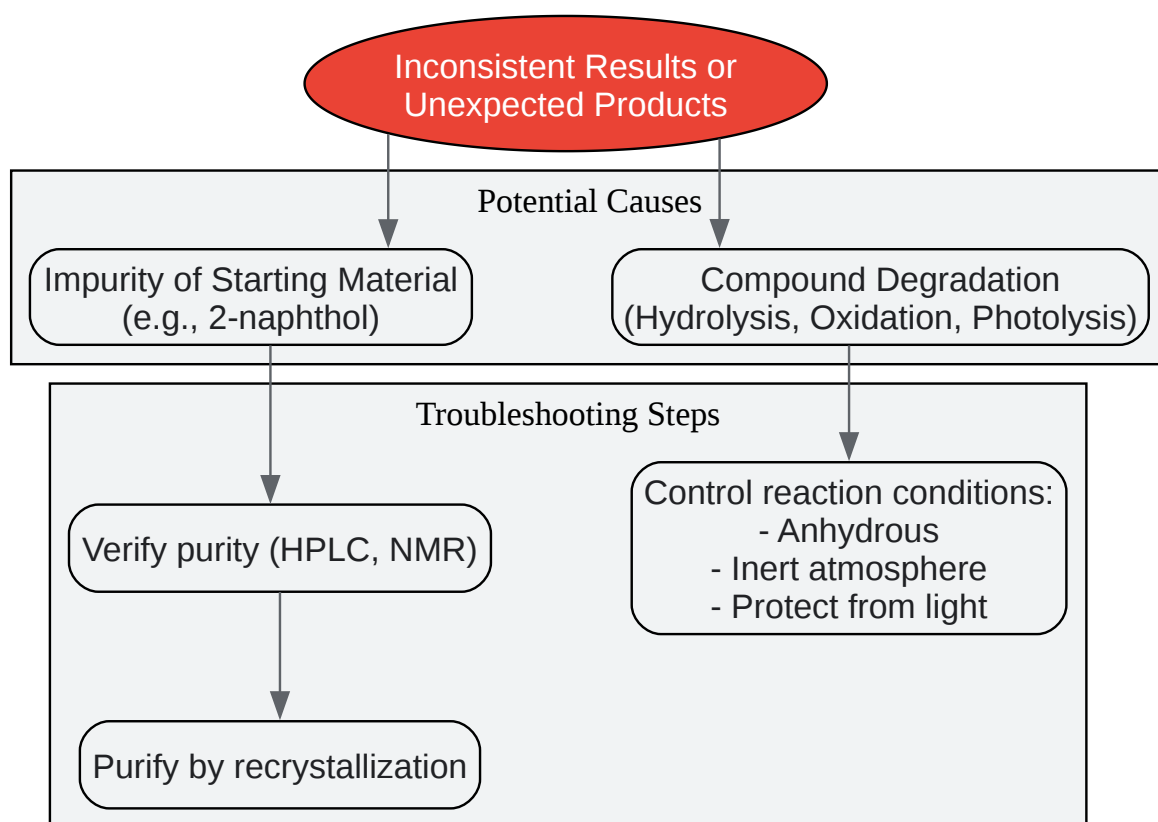 Inconsistent Results or
Unexpected Products
Potential Causes
Impurity of Starting Material
(e.g., 2-naphthol)
Compound Degradation
(Hydrolysis, Oxidation, Photolysis)
Troubleshooting Steps
Verify purity (HPLC, NMR)
Control reaction conditions:
- Anhydrous
- Inert atmosphere
- Protect from light
Purify by recrystallization